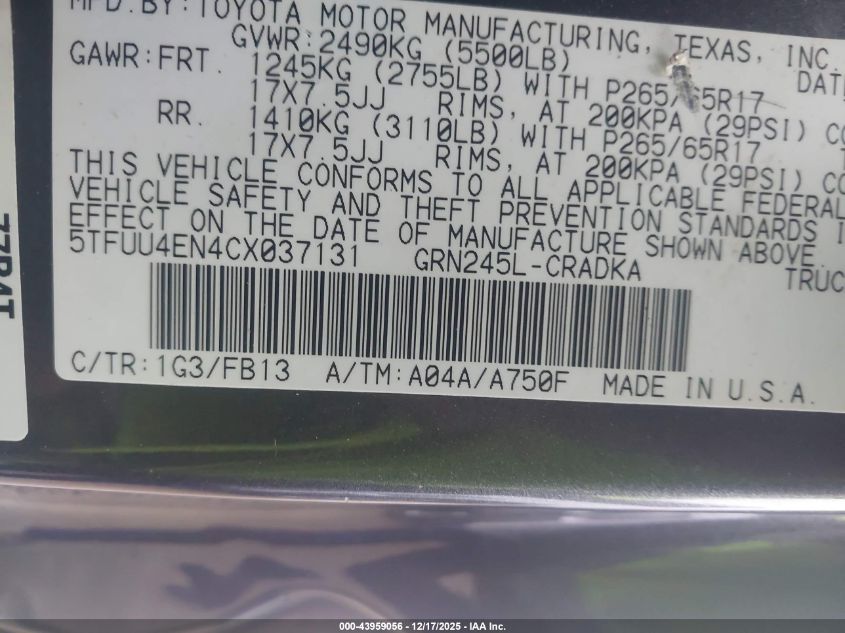 MFD.BY:TOYOTA MOTOR MANUFACTURING, TEXAS, INC.
GVWR:2490KG (5500LB)
GAWR:FRT. 1245KG (2755LB) WITH P265/65R17
17X7.5JJ RIMS, AT 200KPA (29PSI)
RR. 1410KG (3110LB) WITH P265/65R17
17X7.5JJ RIMS, AT 200KPA (29PSI)
THIS VEHICLE CONFORMS TO ALL APPLICABLE FEDERAL
VEHICLE SAFETY AND THEFT PREVENTION STANDARDS
EFFECT ON THE DATE OF MANUFACTURE SHOWN ABOVE.
5TFUU4EN4CX037131 GRN245L-CRADKA
C/TR:1G3/FB13 A/TM:A04A/A750F MADE IN U.S.A.
000-43959056 - 12/17/2025 - IAA Inc.